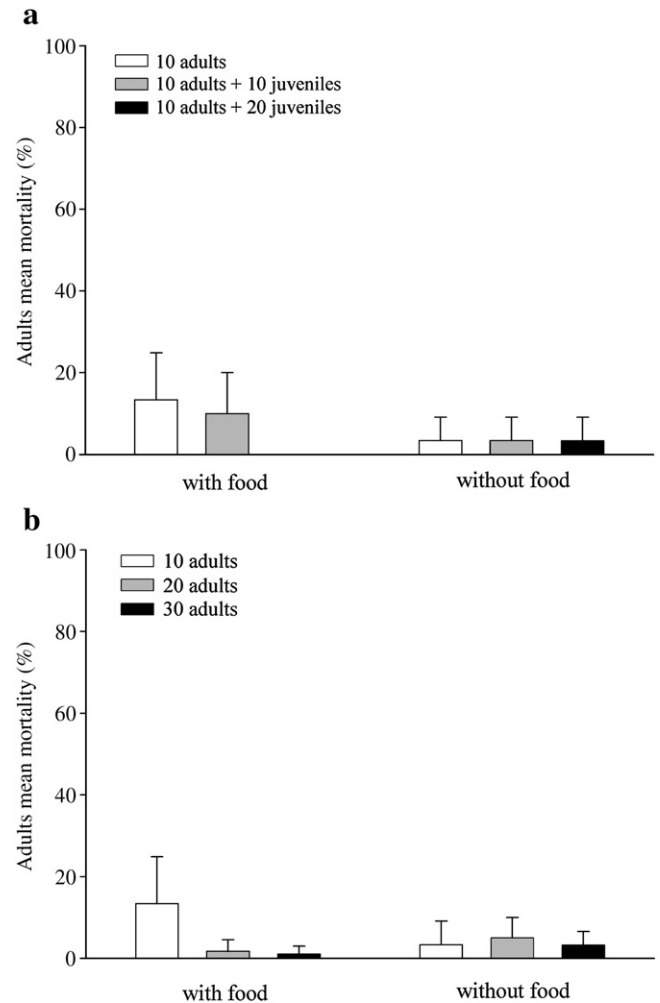 a
100
80
60
40
20
0
Adults mean mortality (%)
10 adults
10 adults + 10 juveniles
10 adults + 20 juveniles
with food
without food
b
100
80
60
40
20
0
Adults mean mortality (%)
10 adults
20 adults
30 adults
with food
without food